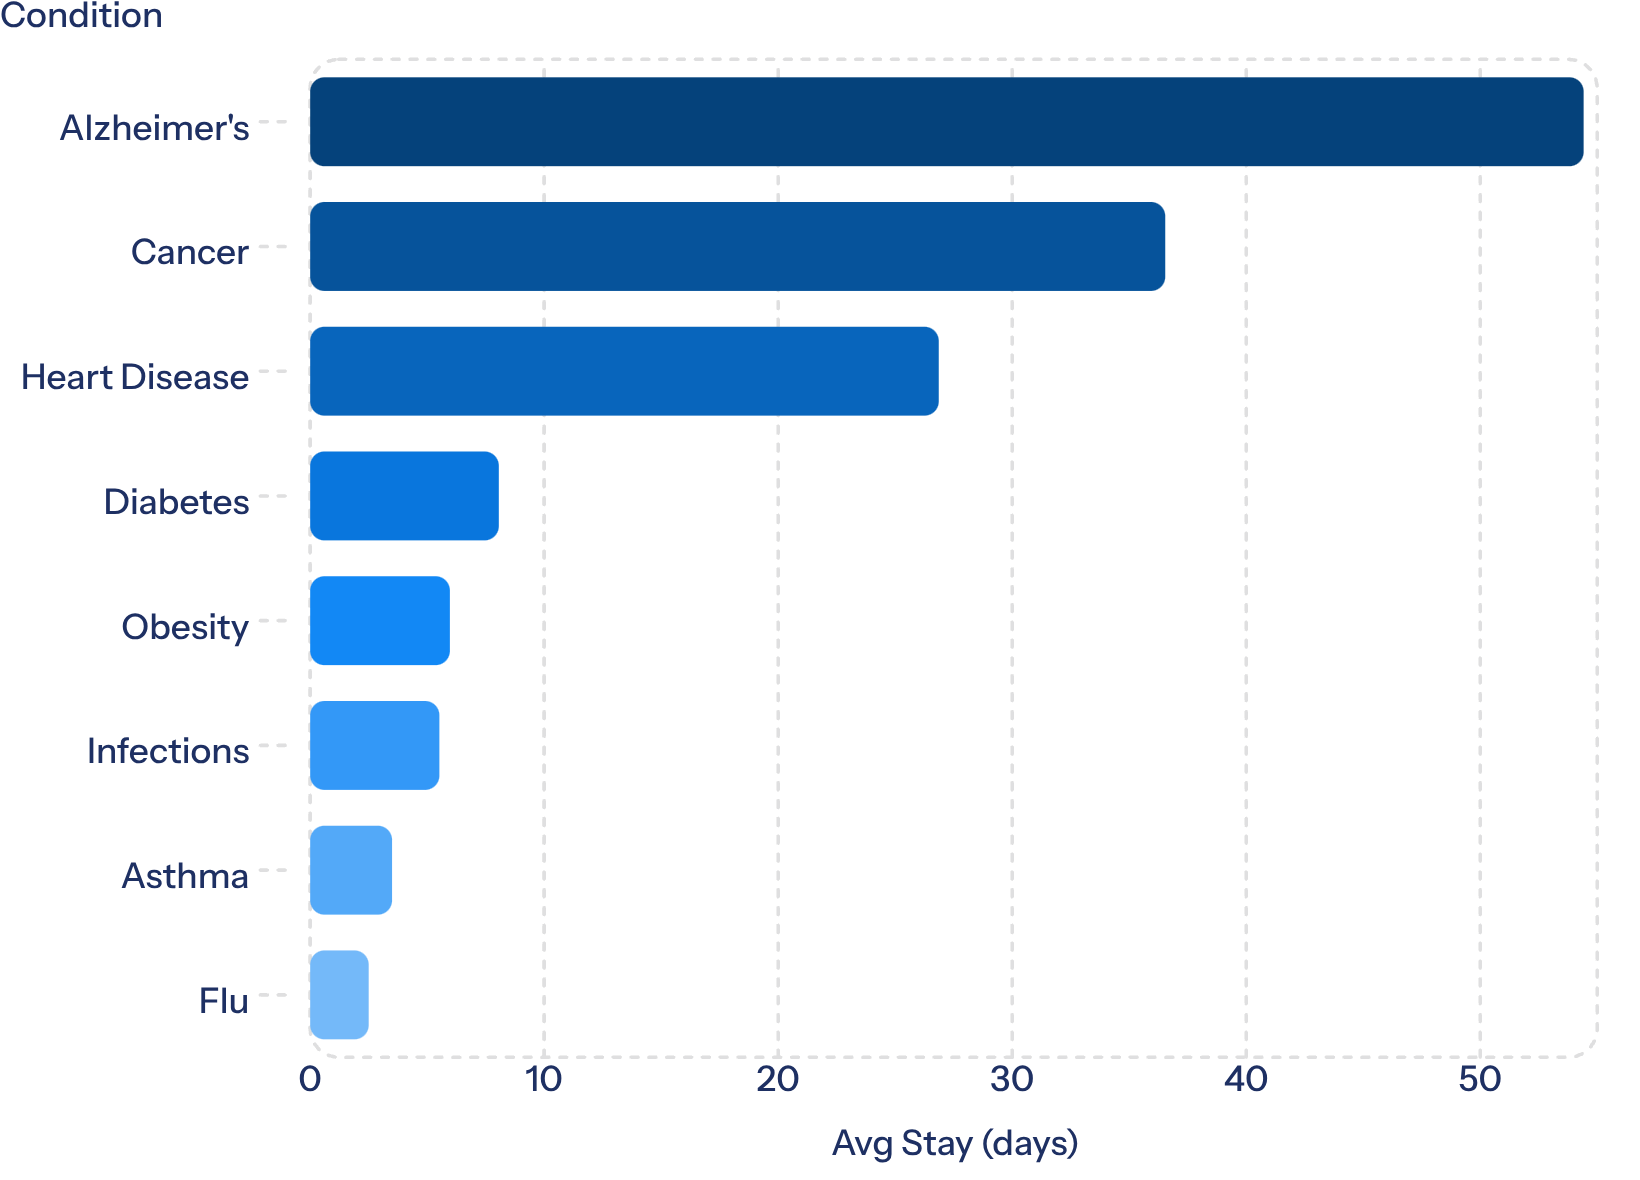 Condition
Alzheimer's
Cancer
Heart Disease
Diabetes
Obesity
Infections
Asthma
Flu
0 10 20 30 40 50
Avg Stay (days)